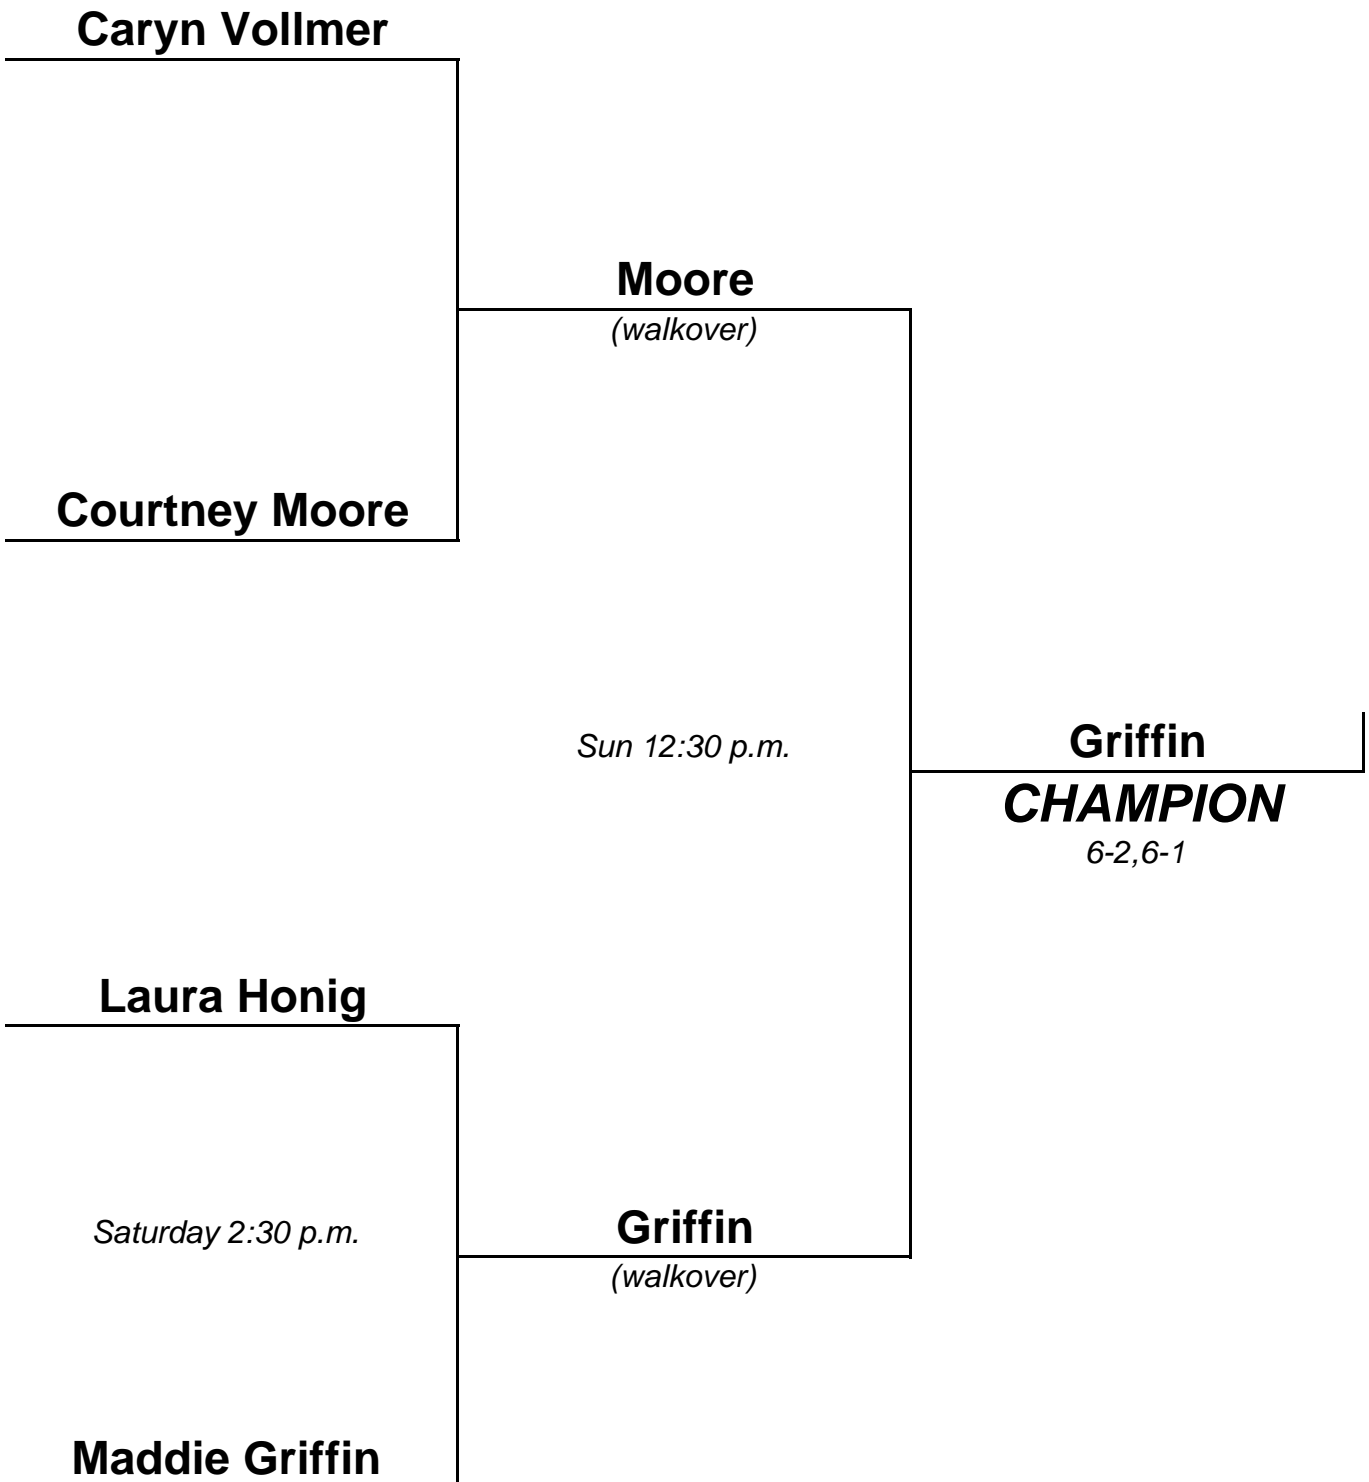 Caryn Vollmer
Moore
(walkover)
Courtney Moore
Sun 12:30 p.m.
Griffin
CHAMPION
6-2,6-1
Laura Honig
Saturday 2:30 p.m.
Griffin
(walkover)
Maddie Griffin